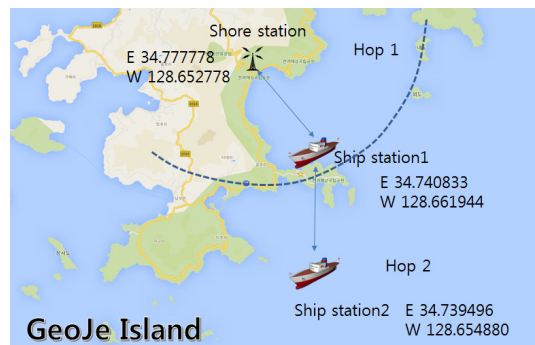 Shore station
E 34.777778
W 128.652778
Hop 1
Ship station1
E 34.740833
W 128.661944
Hop 2
Ship station2
E 34.739496
W 128.654880
GeoJe Island